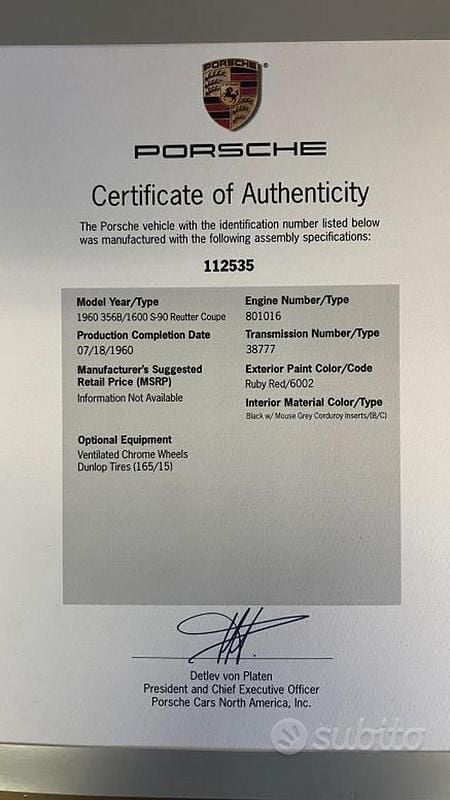 PORSCHE
PORSCHE
Certificate of Authenticity
The Porsche vehicle with the identification number listed below
was manufactured with the following assembly specifications:
112535
Model Year/Type
1960 356B/1600 S-90 Reutter Coupe
Production Completion Date
07/18/1960
Manufacturer's Suggested
Retail Price (MSRP)
Information Not Available
Optional Equipment
Ventilated Chrome Wheels
Dunlop Tires (165/15)
Engine Number/Type
801016
Transmission Number/Type
38777
Exterior Paint Color/Code
Ruby Red/6002
Interior Material Color/Type
Black w/ Mouse Grey Corduroy Inserts/(B/C)
Detlev von Platen
President and Chief Executive Officer
Porsche Cars North America, Inc.
subito